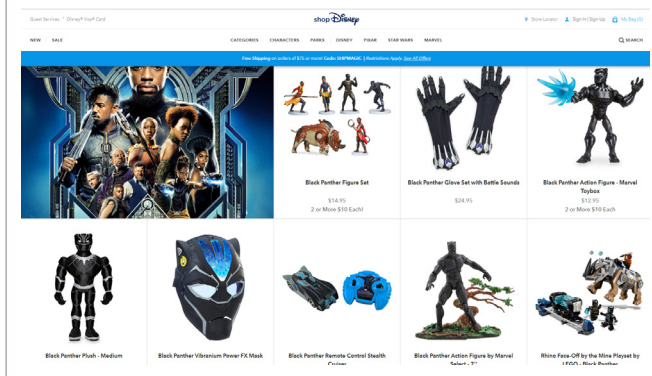 Guest Services
Disney® Visa® Card
shop Disney
Store Locator
Sign In | Sign Up
My Bag (0)
NEW SALE
CATEGORIES CHARACTERS PARKS DISNEY PIXAR STAR WARS MARVEL
SEARCH
Free Shipping on orders of $75 or more! Code: SHIPMAGIC | Restrictions Apply. See All Offers
Black Panther Figure Set
$14.95
2 or More $10 Each!
Black Panther Glove Set with Battle Sounds
$24.95
Black Panther Action Figure - Marvel
Toybox
$12.95
2 or More $10 Each
Black Panther Plush - Medium
Black Panther Vibranium Power FX Mask
Black Panther Remote Control Stealth
Cruiser
Black Panther Action Figure by Marvel
Select - 7''
Rhino Face-Off by the Mine Playset by
LEGO - Black Panther